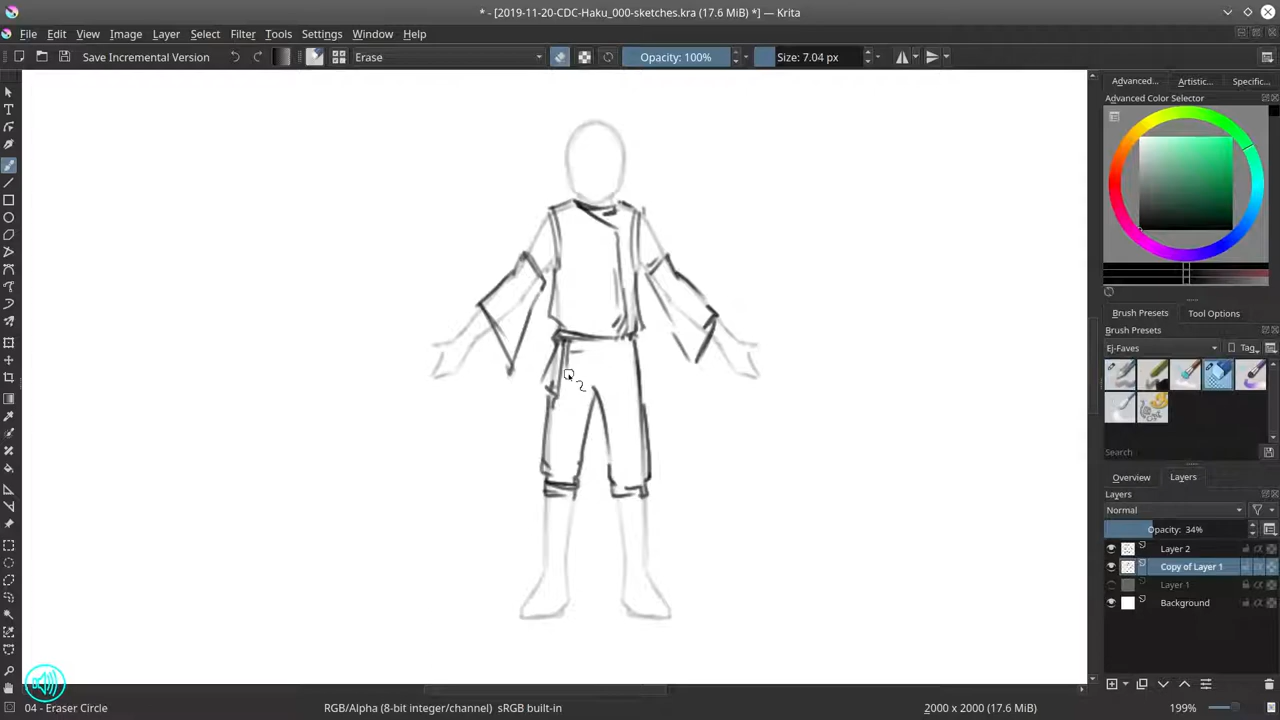 * - [2019-11-20-CDC-Haku_000-sketches.kra (17.6 MiB) *] — Krita
File Edit View Image Layer Select Filter Tools Settings Window Help
Save Incremental Version Erase Opacity: 100% Size: 7.04 px
Advanced... Artistic... Specific...
Advanced Color Selector
Brush Presets Tool Options
Brush Presets
Ej-Faves Tag
Search
Overview Layers
Layers
Normal
Opacity: 34%
Layer 2
Copy of Layer 1
Layer 1
Background
04 - Eraser Circle RGB/Alpha (8-bit integer/channel) sRGB built-in 2000 x 2000 (17.6 MiB) 199%